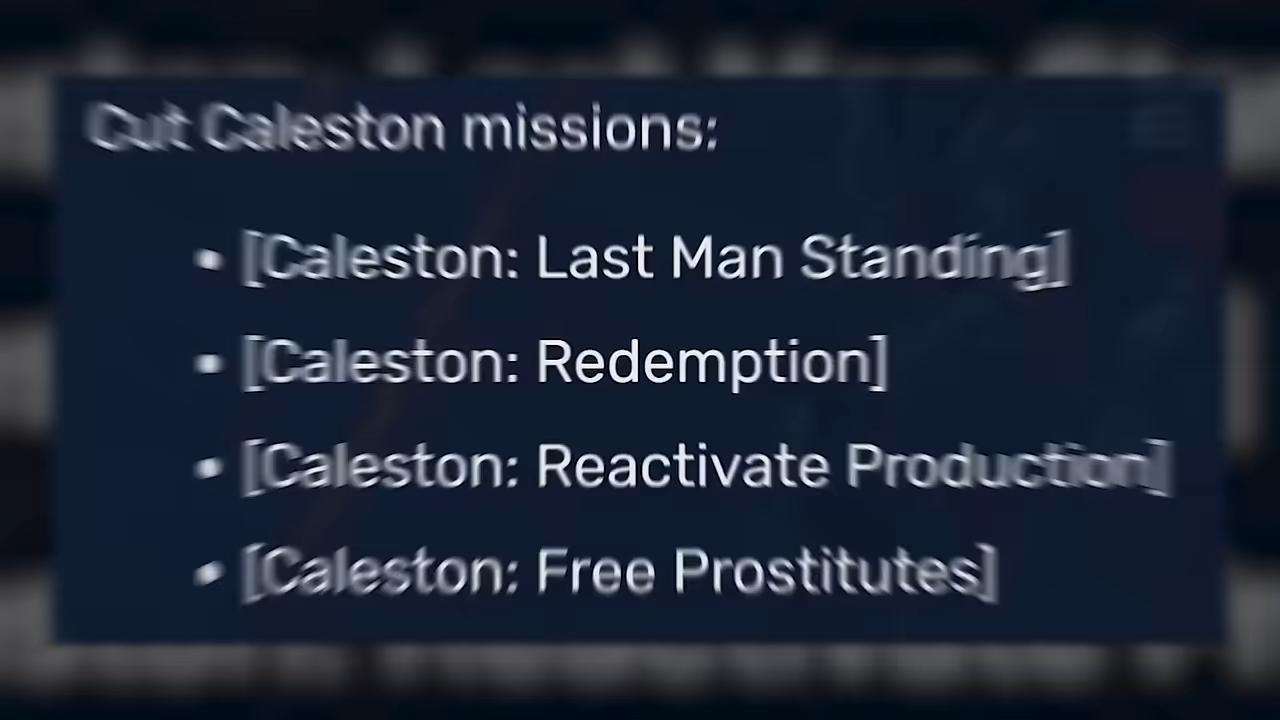 Cut Caleston missions:
• [Caleston: Last Man Standing]
• [Caleston: Redemption]
• [Caleston: Reactivate Production]
• [Caleston: Free Prostitutes]